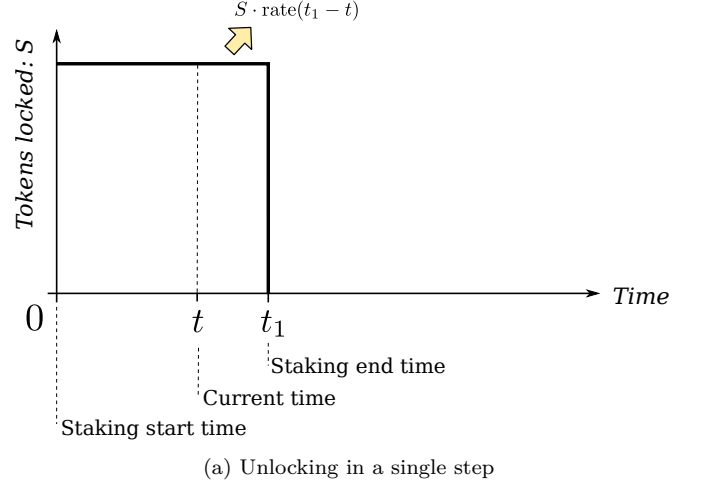 S · rate(t₁ − t)
Tokens locked: S
Time
0
t
t₁
Staking end time
Current time
Staking start time
(a) Unlocking in a single step